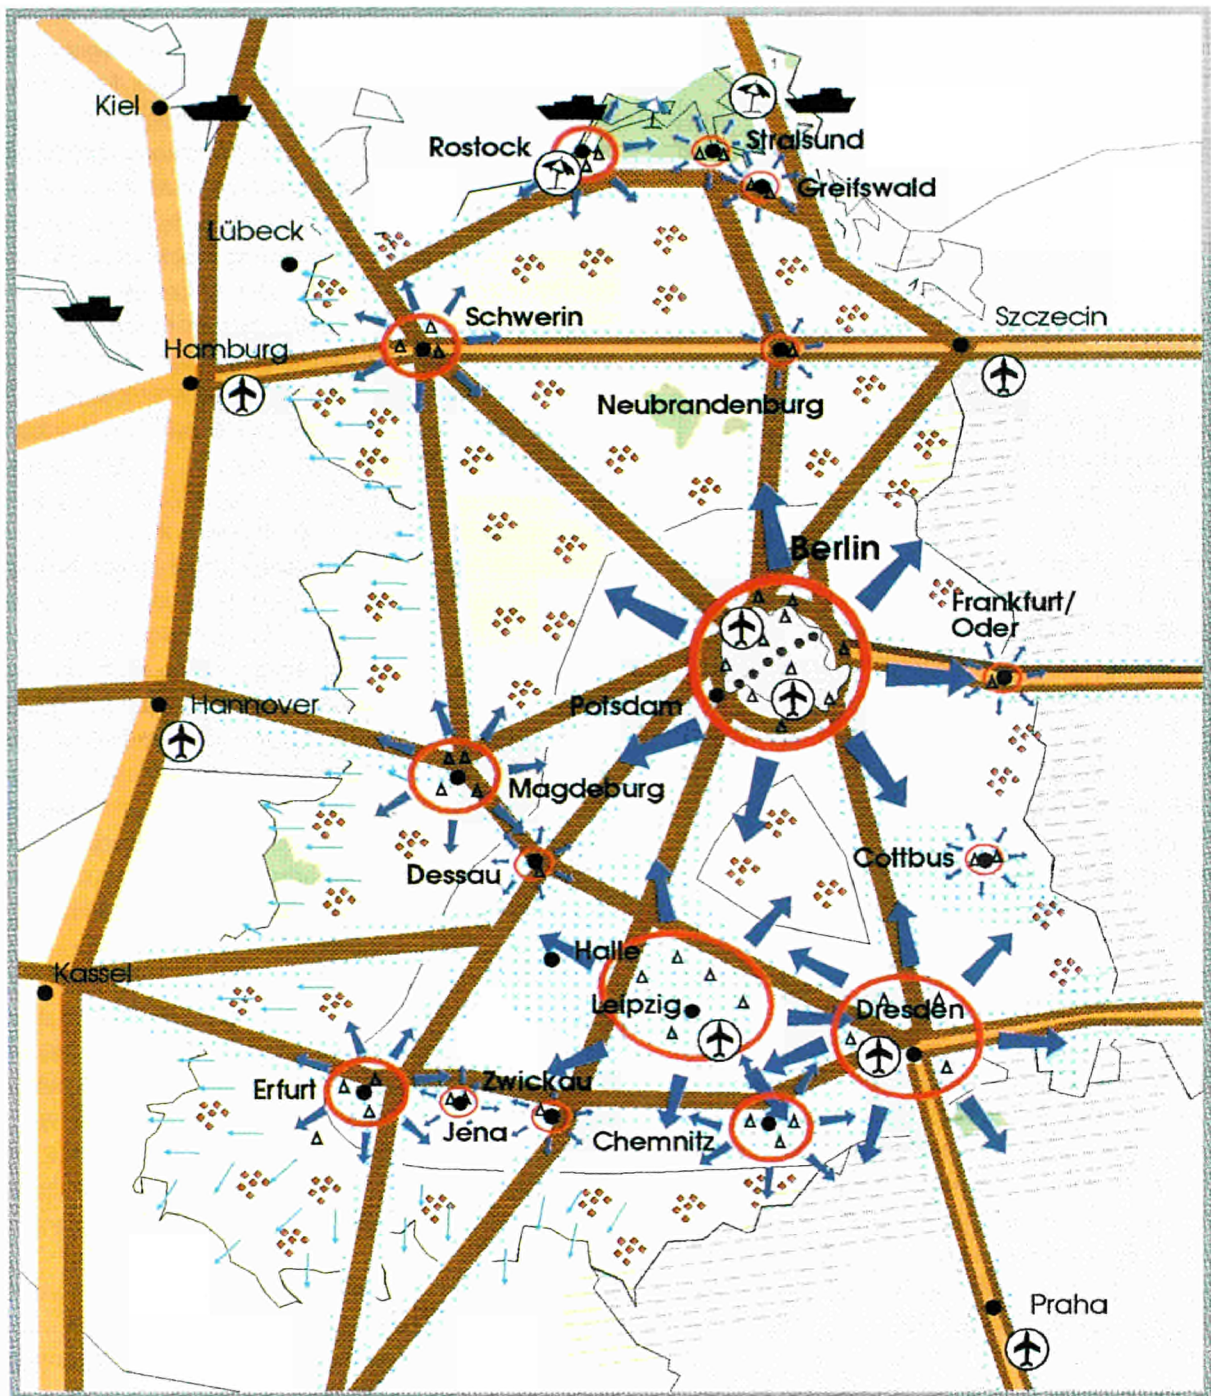 Kiel
Rostock
Stralsund
Greifswald
Lübeck
Schwerin
Szczecin
Hamburg
Neubrandenburg
Berlin
Frankfurt/
Oder
Hannover
Potsdam
Magdeburg
Cottbus
Dessau
Halle
Kassel
Leipzig
Dresden
Zwickau
Erfurt
Jena
Chemnitz
Praha